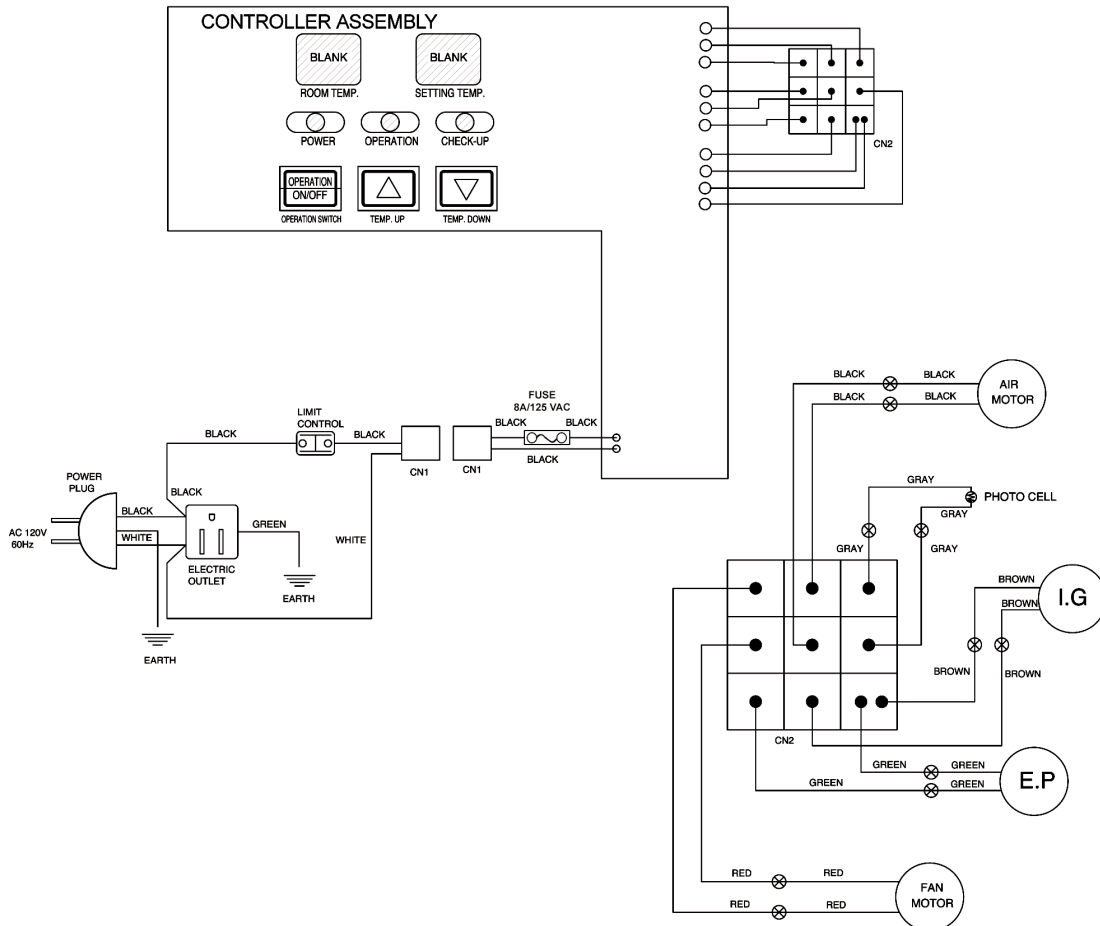 CONTROLLER ASSEMBLY
BLANK
BLANK
ROOM TEMP.
SETTING TEMP.
POWER
OPERATION
CHECK-UP
OPERATION
ON/OFF
OPERATION SWITCH
TEMP. UP
TEMP. DOWN
CN2
FUSE
8A/125 VAC
BLACK
BLACK
BLACK
CN1
LIMIT
CONTROL
BLACK
BLACK
CN1
POWER
PLUG
BLACK
BLACK
WHITE
AC 120V
60Hz
GREEN
WHITE
ELECTRIC
OUTLET
EARTH
EARTH
BLACK
BLACK
BLACK
BLACK
AIR
MOTOR
GRAY
PHOTO CELL
GRAY
GRAY
GRAY
BROWN
BROWN
I.G
BROWN
BROWN
CN2
GREEN
GREEN
GREEN
GREEN
E.P
RED
RED
RED
RED
FAN
MOTOR